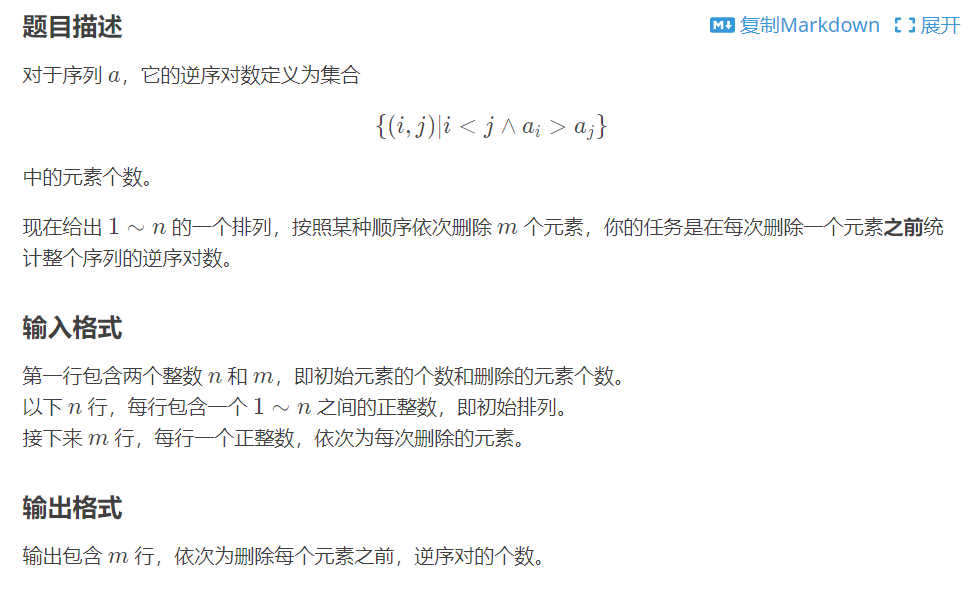 题目描述
M↓ 复制Markdown 展开
对于序列 a，它的逆序对数定义为集合
{(i, j)|i < j ∧ a_i > a_j}
中的元素个数。
现在给出 1 ∼ n 的一个排列，按照某种顺序依次删除 m 个元素，你的任务是在每次删除一个元素之前统
计整个序列的逆序对数。
输入格式
第一行包含两个整数 n 和 m，即初始元素的个数和删除的元素个数。
以下 n 行，每行包含一个 1 ∼ n 之间的正整数，即初始排列。
接下来 m 行，每行一个正整数，依次为每次删除的元素。
输出格式
输出包含 m 行，依次为删除每个元素之前，逆序对的个数。